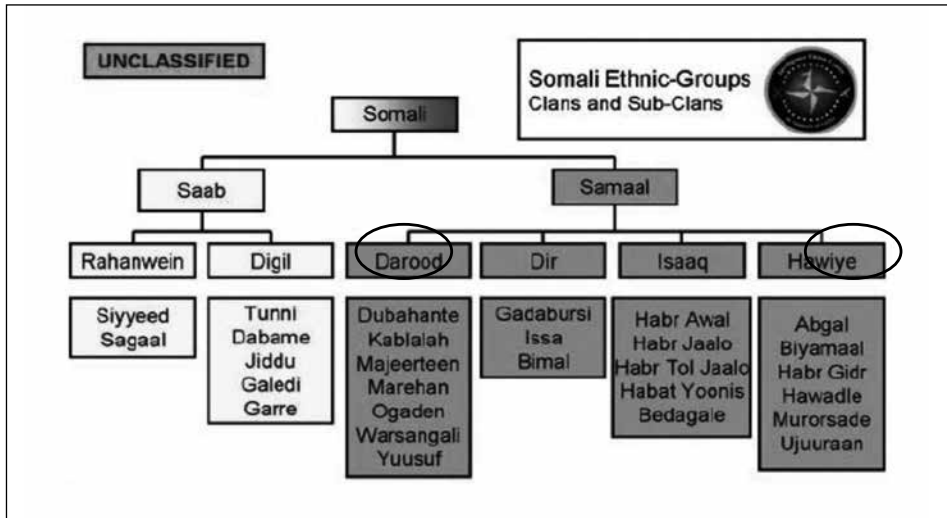 UNCLASSIFIED
Somali Ethnic-Groups
Clans and Sub-Clans
Somali
Saab
Samaal
Rahanwein
Digil
Darood
Dir
Isaaq
Hawiye
Siyyeed
Sagaal
Tunni
Dabame
Jiddu
Galedi
Garre
Dubahante
Kablalah
Majeerteen
Marehan
Ogaden
Warsangali
Yuusuf
Gadabursi
Issa
Bimal
Habr Awal
Habr Jaalo
Habr Tol Jaalo
Habat Yoonis
Bedagale
Abgal
Biyamaal
Habr Gidr
Hawadle
Murorsade
Ujuuraan